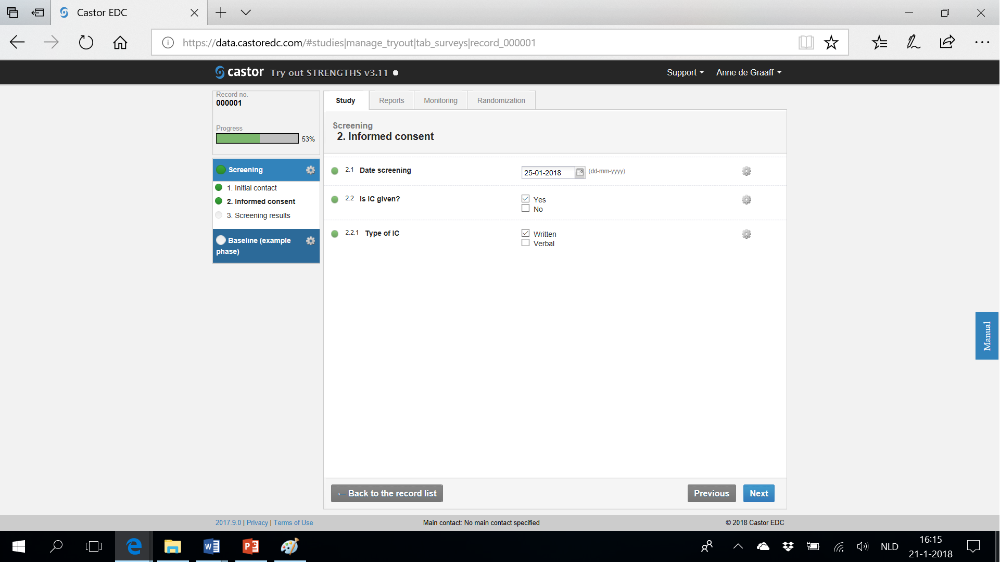 Castor EDC
https://data.castoredc.com/#studies|manage_tryout|tab_surveys|record_000001
castor Try out STRENGTHS v3.11
Support Anne de Graaff
Record no.
000001
Progress
53%
Screening
1. Initial contact
2. Informed consent
3. Screening results
Baseline (example
phase)
Study Reports Monitoring Randomization
Screening
2. Informed consent
2.1 Date screening 25-01-2018 (dd-mm-yyyy)
2.2 Is IC given? Yes
No
2.2.1 Type of IC Written
Verbal
Manual
← Back to the record list Previous Next
2017.9.0 | Privacy | Terms of Use Main contact: No main contact specified © 2018 Castor EDC
NLD
16:15
21-1-2018